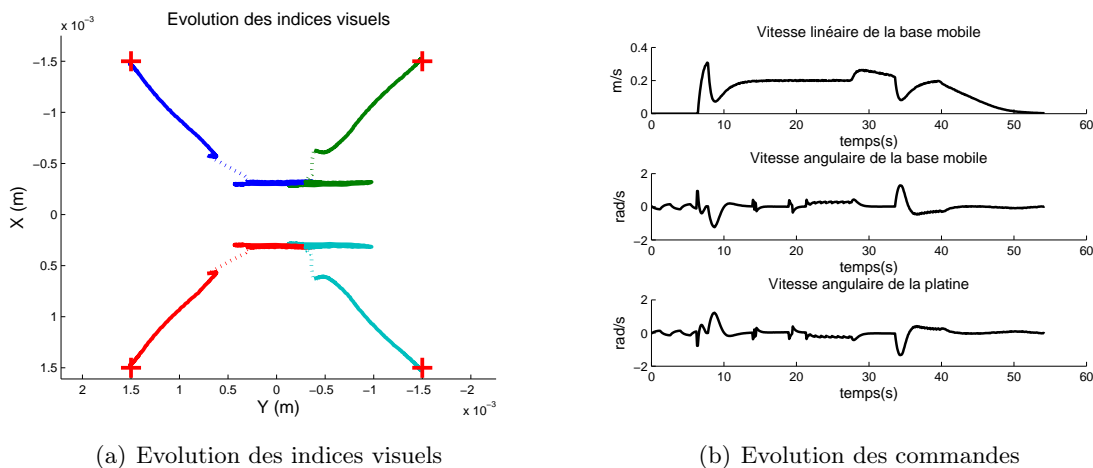 Evolution des indices visuels
x 10⁻³
−1.5
−1
−0.5
0
0.5
1
1.5
X (m)
2 1.5 1 0.5 0 −0.5 −1 −1.5 −2
Y (m)
x 10⁻³
(a) Evolution des indices visuels
Vitesse linéaire de la base mobile
0.4
0.2
0
m/s
0 10 20 30 40 50 60
temps(s)
Vitesse angulaire de la base mobile
2
0
−2
rad/s
0 10 20 30 40 50 60
temps(s)
Vitesse angulaire de la platine
2
0
−2
rad/s
0 10 20 30 40 50 60
temps(s)
(b) Evolution des commandes